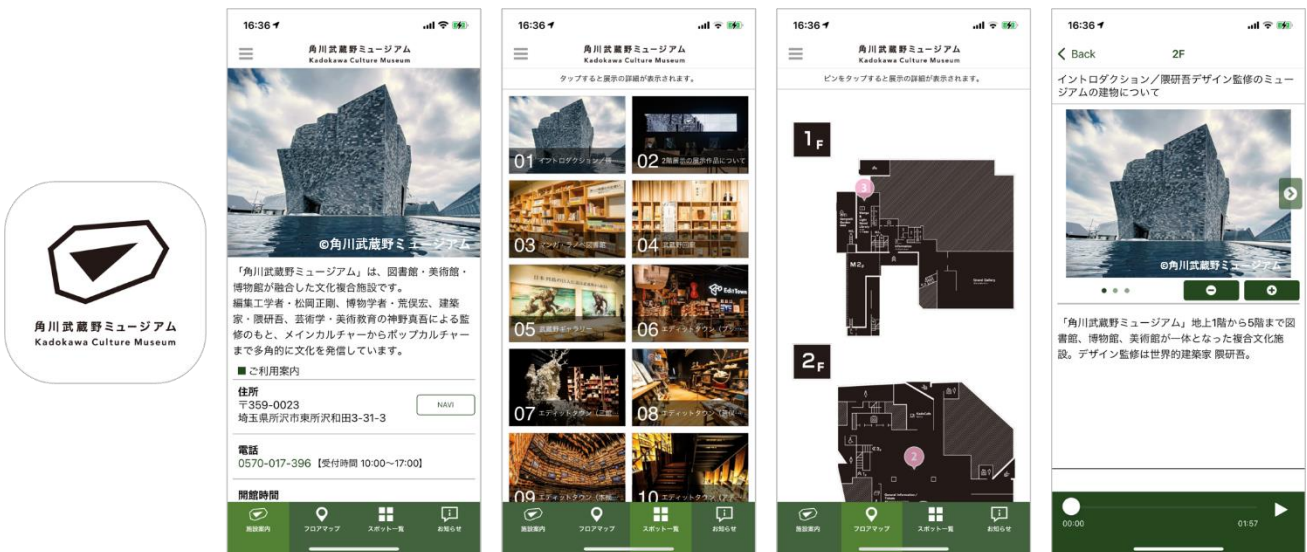 角川武蔵野ミュージアム
Kadokawa Culture Museum
16:36
角川武蔵野ミュージアム
Kadokawa Culture Museum
©角川武蔵野ミュージアム
「角川武蔵野ミュージアム」は、図書館・美術館・
博物館が融合した文化複合施設です。
編集工学者・松岡正剛、博物学者・荒俣宏、建築
家・隈研吾、芸術学・美術教育の神野真吾による監
修のもと、メインカルチャーからポップカルチャー
まで多角的に文化を発信しています。
■ご利用案内
住所
〒359-0023
埼玉県所沢市東所沢和田3-31-3
NAVI
電話
0570-017-396【受付時間 10:00〜17:00】
開館時間
施設案内
フロアマップ
スポット一覧
お知らせ
16:36
角川武蔵野ミュージアム
Kadokawa Culture Museum
タップすると展示の詳細が表示されます。
01 イントロダクション／隈…
02 2階展示の展示作品について
03 マンガ・ラノベ図書館
04 武蔵野回廊
05 武蔵野ギャラリー
Edit Town
06 エディットタウン（ブッ…
07 エディットタウン（荒俣…
08 エディットタウン（荒俣…
09 エディットタウン（本棚…
10 エディットタウン（アテ…
施設案内
フロアマップ
スポット一覧
お知らせ
16:36
角川武蔵野ミュージアム
Kadokawa Culture Museum
ピンをタップすると展示の詳細が表示されます。
1F
3
M2F
2F
2
施設案内
フロアマップ
スポット一覧
お知らせ
16:36
Back
2F
イントロダクション／隈研吾デザイン監修のミュー
ジアムの建物について
©角川武蔵野ミュージアム
「角川武蔵野ミュージアム」地上1階から5階まで図
書館、博物館、美術館が一体となった複合文化施
設。デザイン監修は世界的建築家 隈研吾。
00:00
01:57